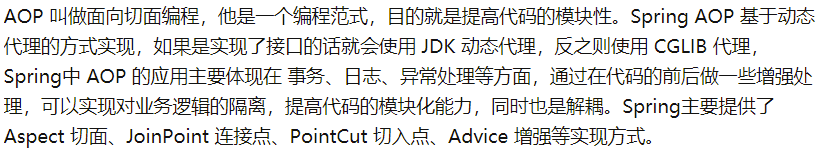 AOP 叫做面向切面编程，他是一个编程范式，目的就是提高代码的模块性。Spring AOP 基于动态
代理的方式实现，如果是实现了接口的话就会使用 JDK 动态代理，反之则使用 CGLIB 代理，
Spring中 AOP 的应用主要体现在 事务、日志、异常处理等方面，通过在代码的前后做一些增强处
理，可以实现对业务逻辑的隔离，提高代码的模块化能力，同时也是解耦。Spring主要提供了
Aspect 切面、JoinPoint 连接点、PointCut 切入点、Advice 增强等实现方式。